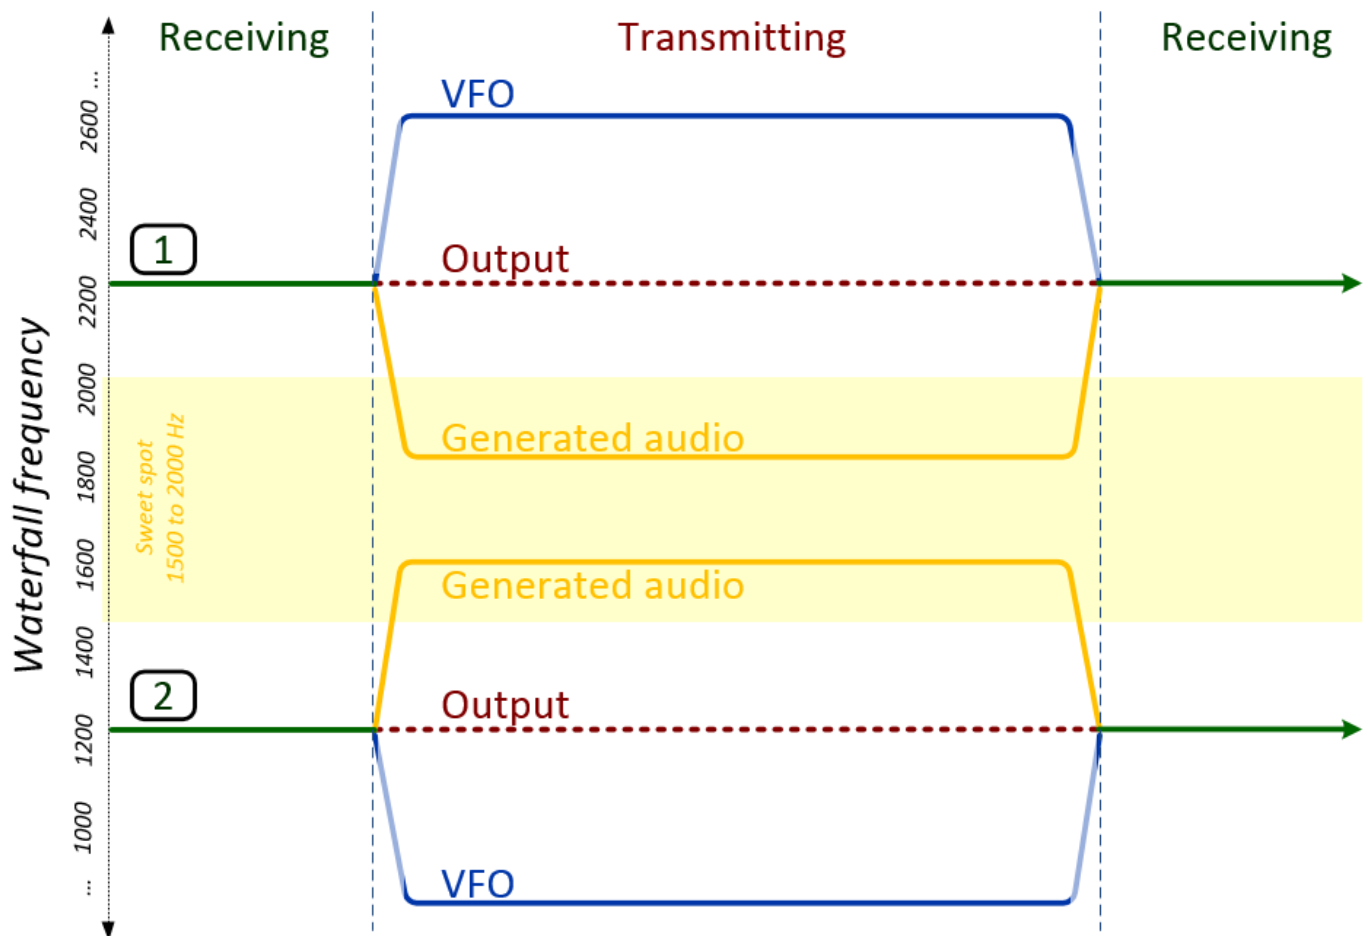 Receiving
Transmitting
Receiving
VFO
Output
1
Generated audio
Waterfall frequency
... 2600 2400 2200 2000 1800 1600 1400 1200 1000 ...
Sweet spot
1500 to 2000 Hz
Generated audio
2
Output
VFO